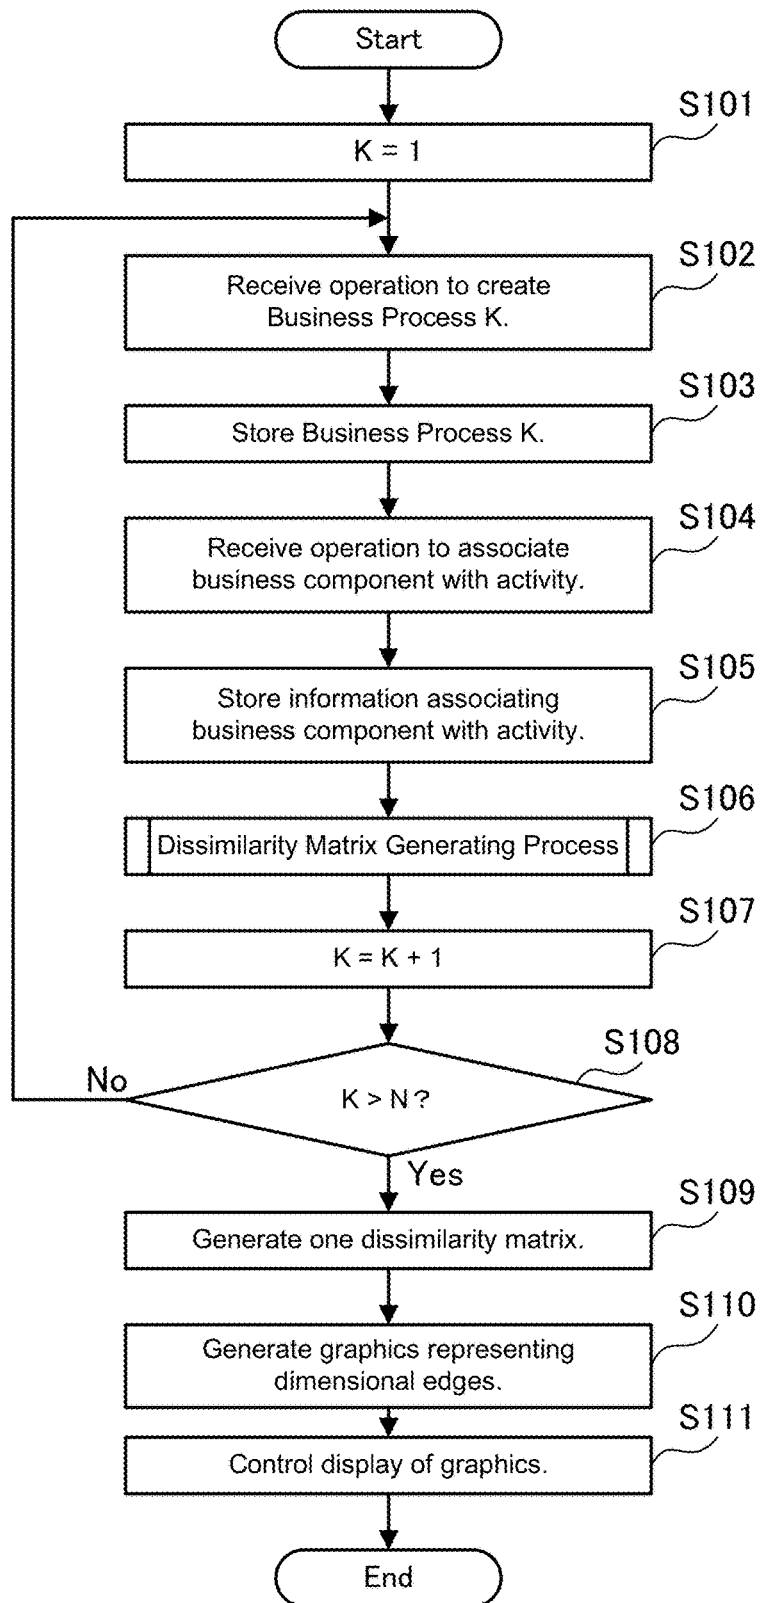 Start
S101
K = 1
S102
Receive operation to create
Business Process K.
S103
Store Business Process K.
S104
Receive operation to associate
business component with activity.
S105
Store information associating
business component with activity.
S106
Dissimilarity Matrix Generating Process
S107
K = K + 1
S108
No
K > N ?
Yes
S109
Generate one dissimilarity matrix.
S110
Generate graphics representing
dimensional edges.
S111
Control display of graphics.
End